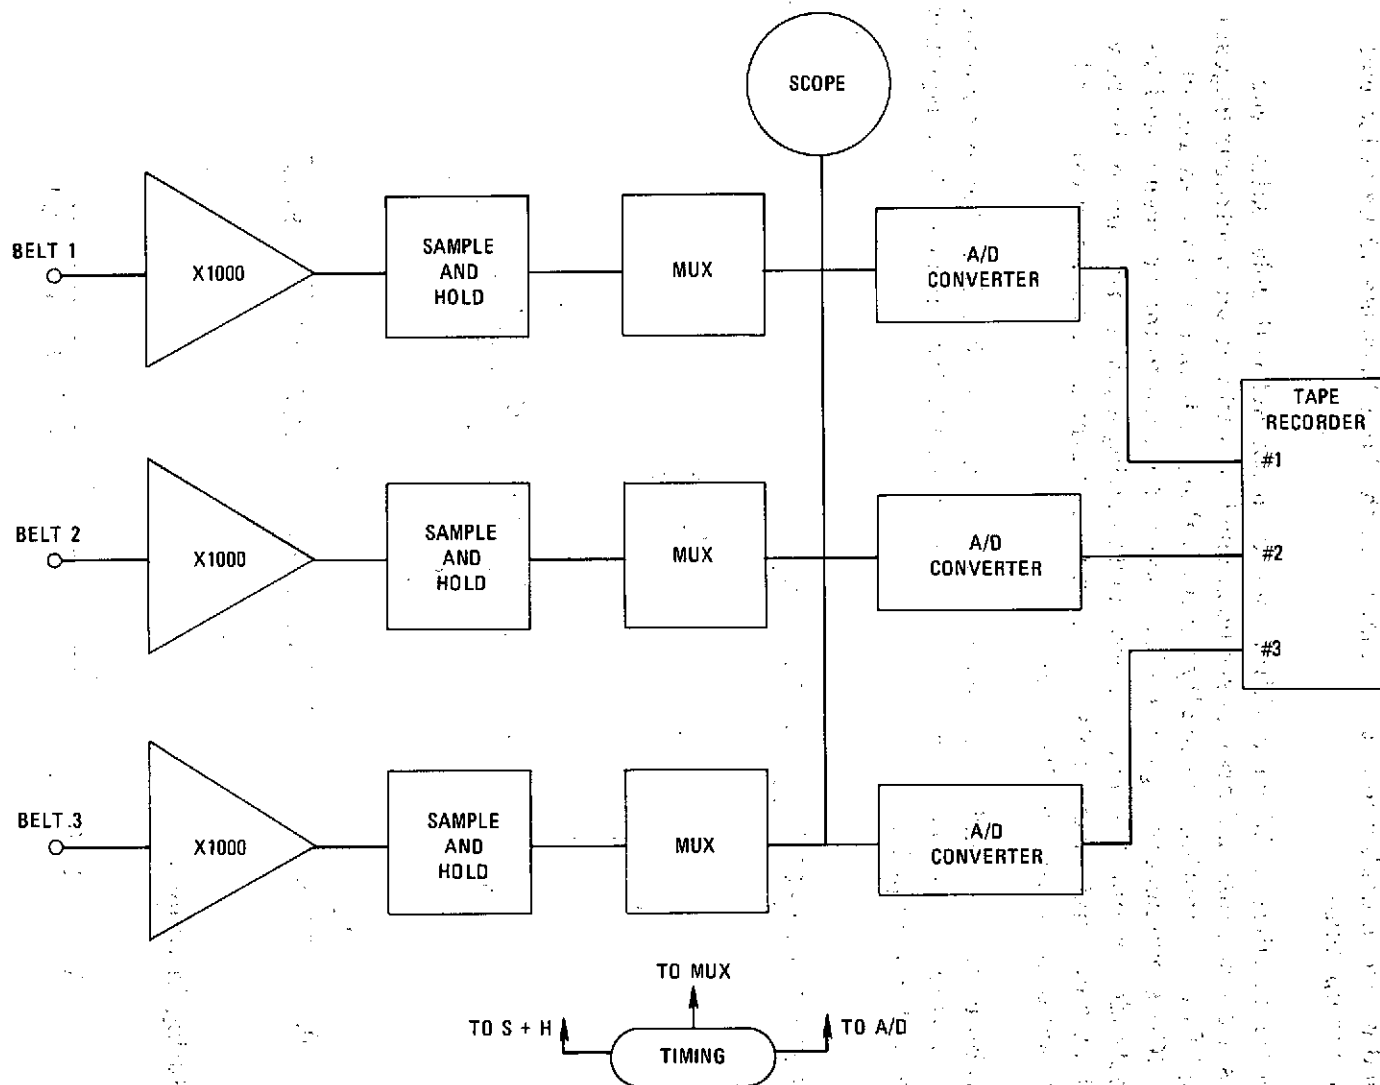 SCOPE
BELT 1
X1000
SAMPLE
AND
HOLD
MUX
A/D
CONVERTER
TAPE
RECORDER
#1
#2
#3
BELT 2
X1000
SAMPLE
AND
HOLD
MUX
A/D
CONVERTER
BELT.3
X1000
SAMPLE
AND
HOLD
MUX
A/D
CONVERTER
TO MUX
TO S + H
TO A/D
TIMING